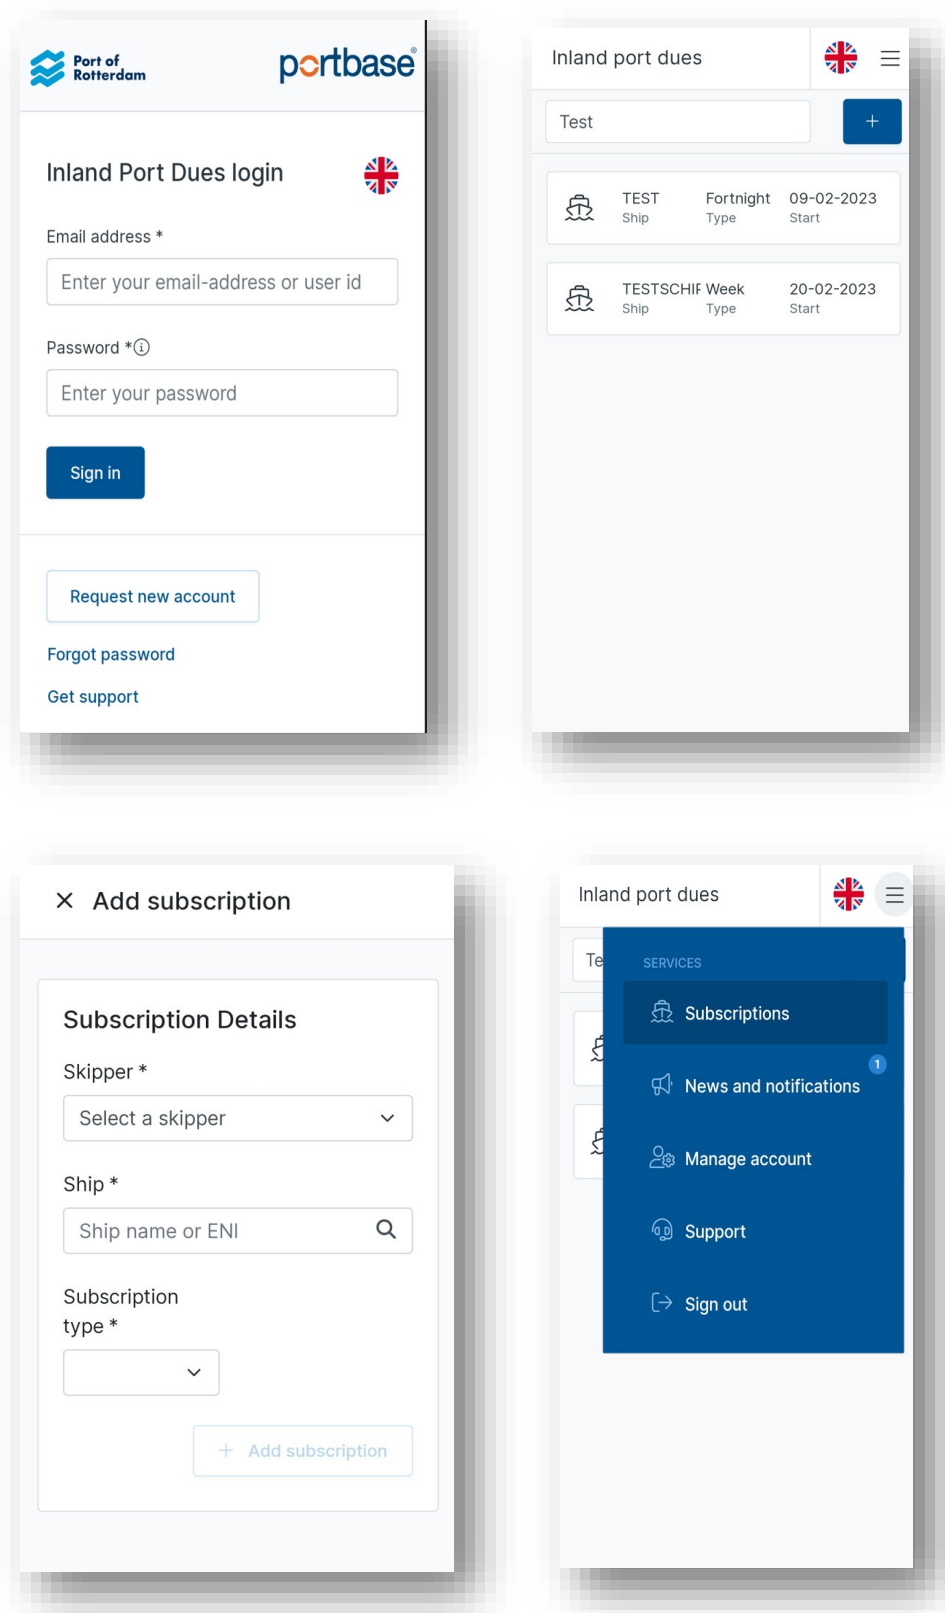 Port of
Rotterdam
portbase®
Inland Port Dues login
Email address *
Enter your email-address or user id
Password *
Enter your password
Sign in
Request new account
Forgot password
Get support
Inland port dues
Test
+
TEST Fortnight 09-02-2023
Ship Type Start
TESTSCHIF Week 20-02-2023
Ship Type Start
× Add subscription
Subscription Details
Skipper *
Select a skipper
Ship *
Ship name or ENI
Subscription
type *
+ Add subscription
Inland port dues
Te
SERVICES
Subscriptions
1
News and notifications
Manage account
Support
Sign out